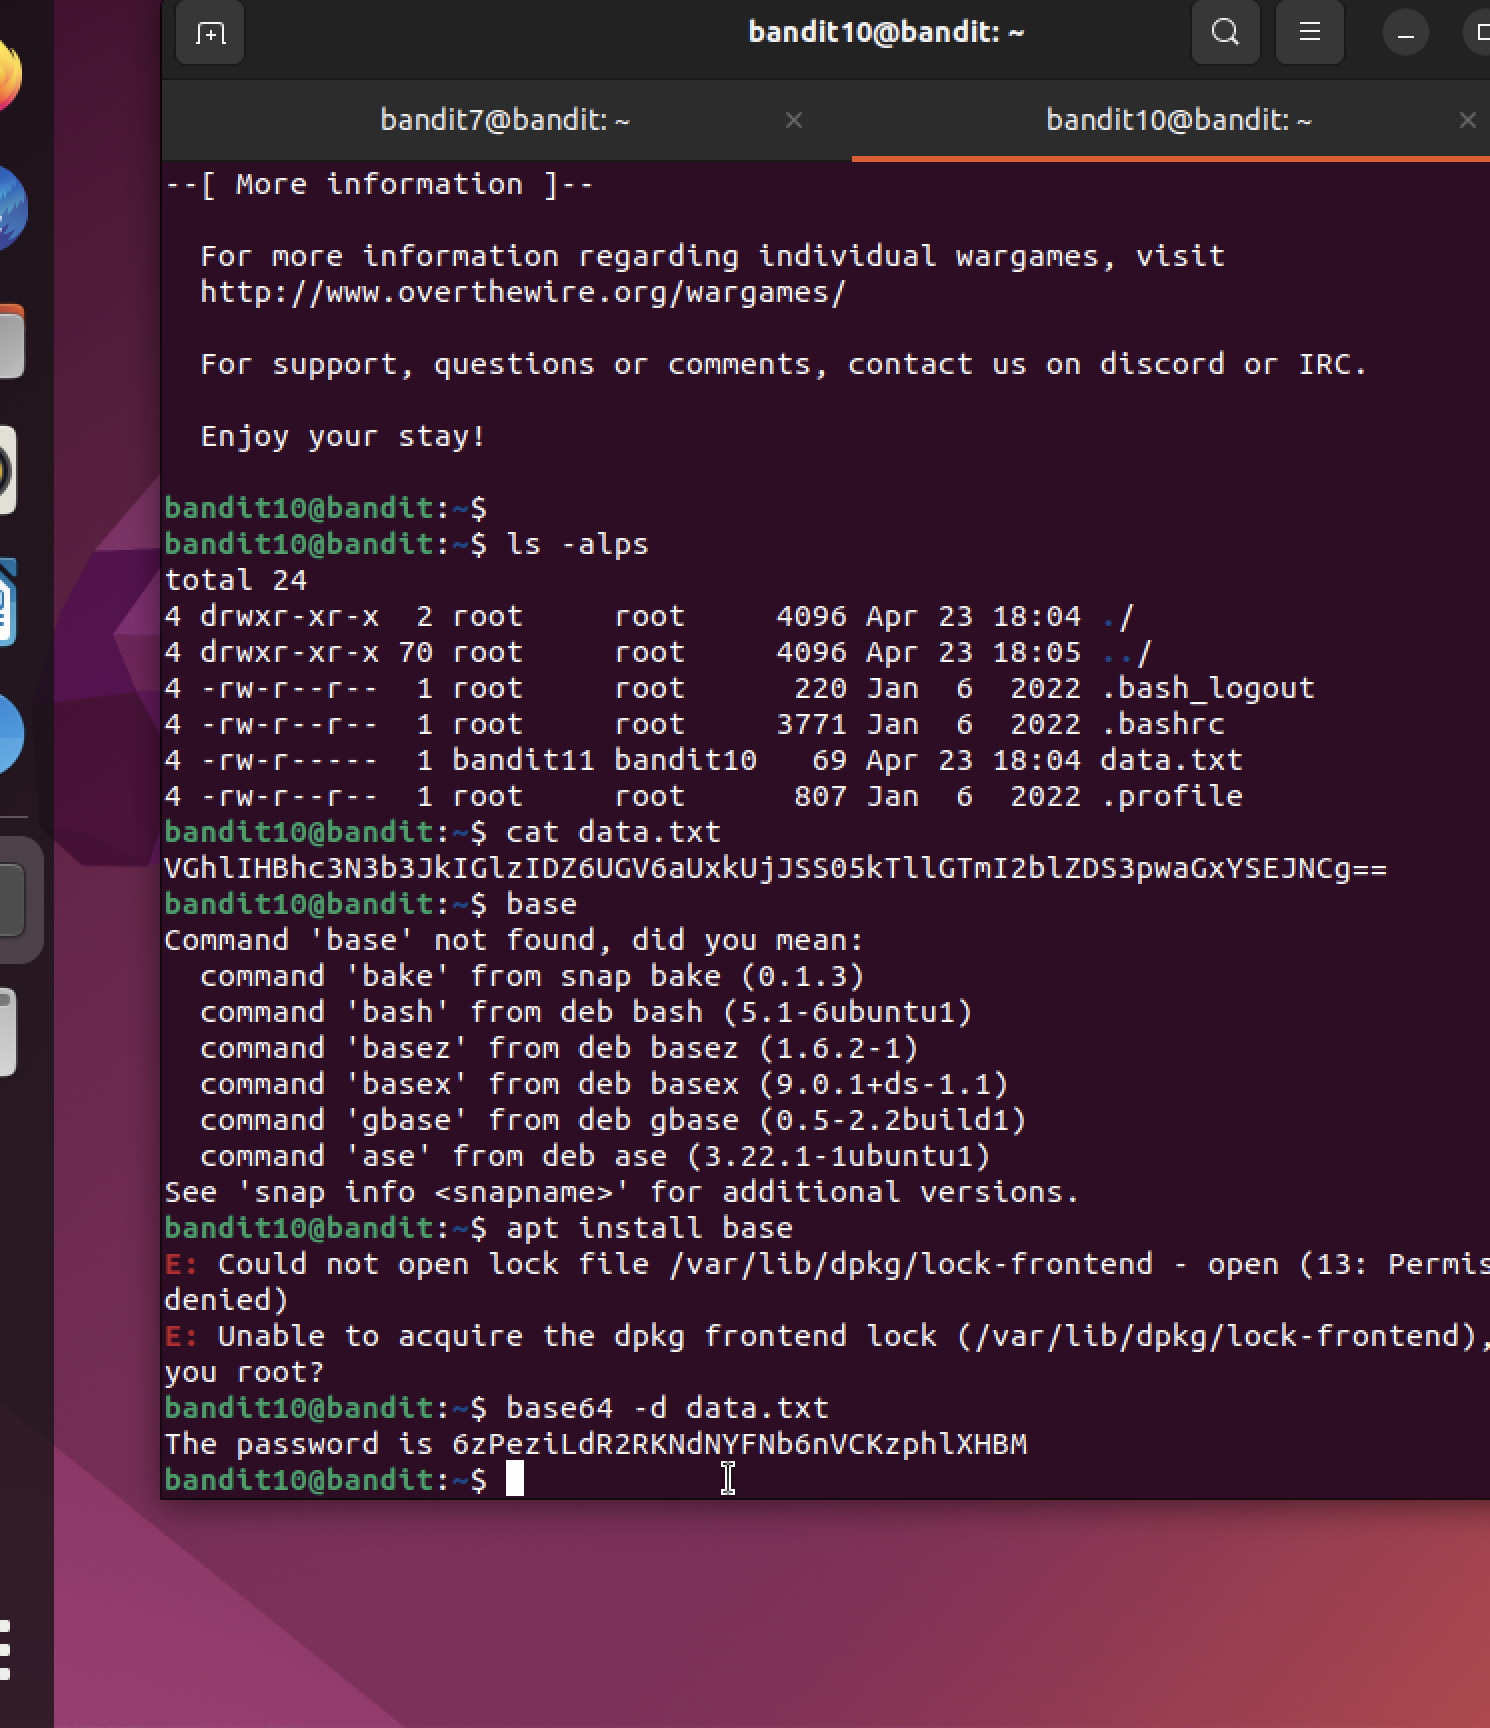 bandit10@bandit: ~
bandit7@bandit: ~
bandit10@bandit: ~
--[ More information ]--
For more information regarding individual wargames, visit
http://www.overthewire.org/wargames/
For support, questions or comments, contact us on discord or IRC.
Enjoy your stay!
bandit10@bandit:~$
bandit10@bandit:~$ ls -alps
total 24
4 drwxr-xr-x  2 root     root     4096 Apr 23 18:04 ./
4 drwxr-xr-x 70 root     root     4096 Apr 23 18:05 ../
4 -rw-r--r--  1 root     root      220 Jan  6  2022 .bash_logout
4 -rw-r--r--  1 root     root     3771 Jan  6  2022 .bashrc
4 -rw-r-----  1 bandit11 bandit10   69 Apr 23 18:04 data.txt
4 -rw-r--r--  1 root     root      807 Jan  6  2022 .profile
bandit10@bandit:~$ cat data.txt
VGhlIHBhc3N3b3JkIGlzIDZ6UGV6aUxkUjJSS05kTllGTmI2blZDS3pwaGxYSEJNCg==
bandit10@bandit:~$ base
Command 'base' not found, did you mean:
command 'bake' from snap bake (0.1.3)
command 'bash' from deb bash (5.1-6ubuntu1)
command 'basez' from deb basez (1.6.2-1)
command 'basex' from deb basex (9.0.1+ds-1.1)
command 'gbase' from deb gbase (0.5-2.2build1)
command 'ase' from deb ase (3.22.1-1ubuntu1)
See 'snap info <snapname>' for additional versions.
bandit10@bandit:~$ apt install base
E: Could not open lock file /var/lib/dpkg/lock-frontend - open (13: Permis
denied)
E: Unable to acquire the dpkg frontend lock (/var/lib/dpkg/lock-frontend),
you root?
bandit10@bandit:~$ base64 -d data.txt
The password is 6zPeziLdR2RKNdNYFNb6nVCKzphlXHBM
bandit10@bandit:~$